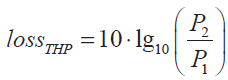 loss_THP = 10 · lg_10 (P_2 / P_1)